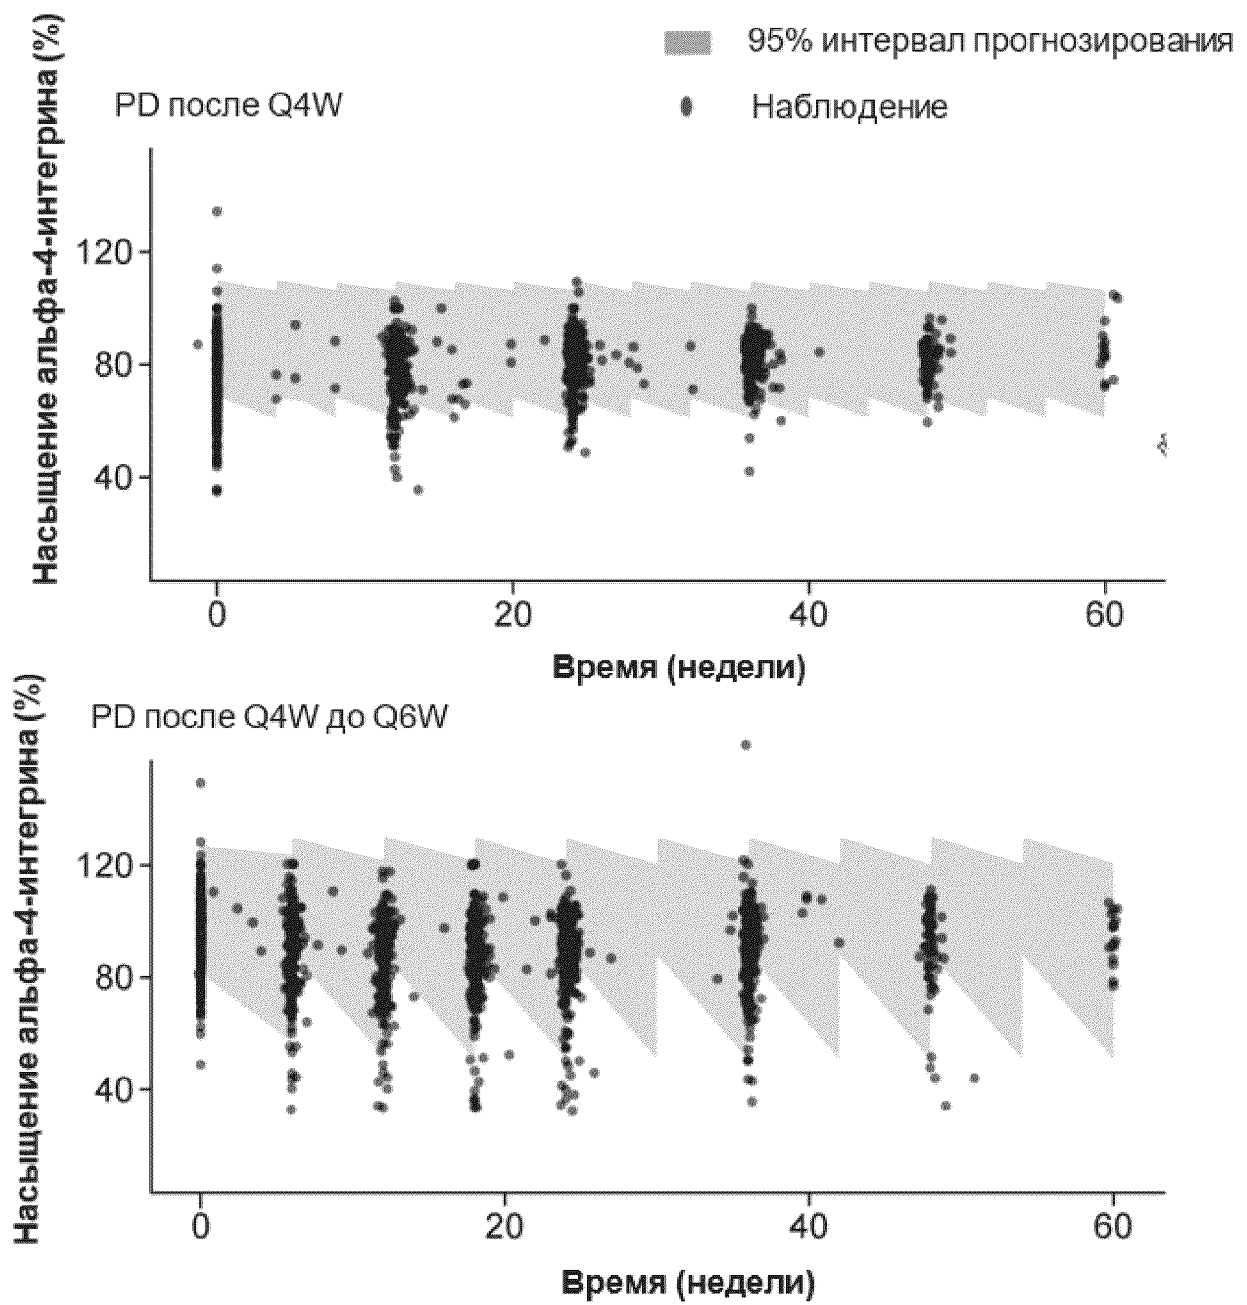 95% интервал прогнозирования
Наблюдение
PD после Q4W
Насыщение альфа-4-интегрина (%)
120
80
40
0 20 40 60
Время (недели)
PD после Q4W до Q6W
Насыщение альфа-4-интегрина (%)
120
80
40
0 20 40 60
Время (недели)